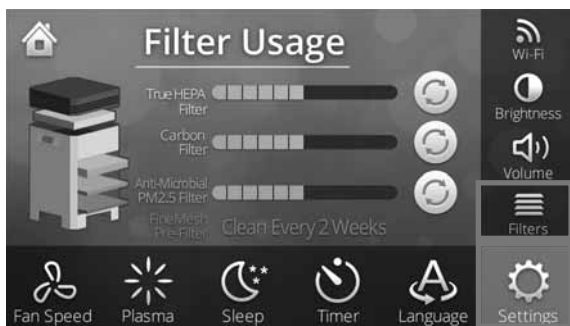 Filter Usage
True HEPA
Filter
Carbon
Filter
Anti-Microbial
PM2.5 Filter
Fine Mesh
Pre-Filter
Clean Every 2 Weeks
Wi-Fi
Brightness
Volume
Filters
Fan Speed
Plasma
Sleep
Timer
Language
Settings